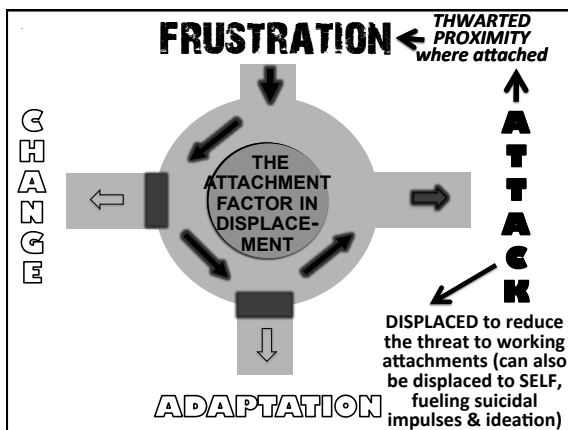 FRUSTRATION
THWARTED
PROXIMITY
where attached
CHANGE
THE
ATTACHMENT
FACTOR IN
DISPLACE-
MENT
ATTACK
DISPLACED to reduce
the threat to working
attachments (can also
be displaced to SELF,
fueling suicidal
impulses & ideation)
ADAPTATION